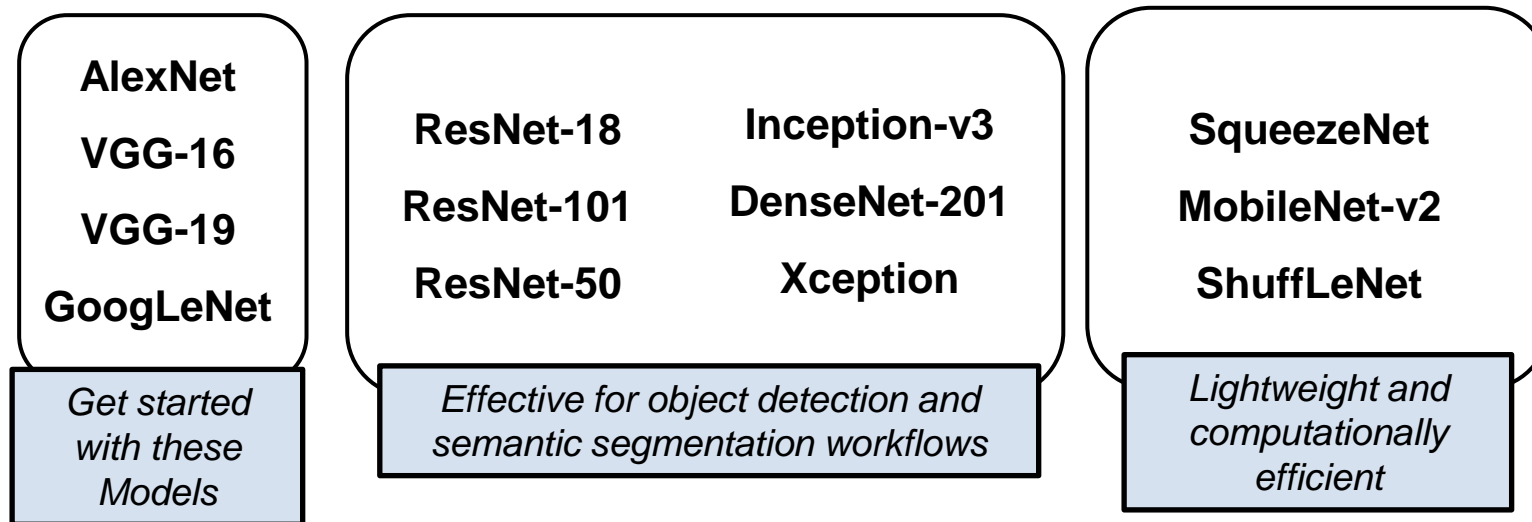 AlexNet
VGG-16
VGG-19
GoogLeNet
Get started
with these
Models
ResNet-18
ResNet-101
ResNet-50
Inception-v3
DenseNet-201
Xception
Effective for object detection and
semantic segmentation workflows
SqueezeNet
MobileNet-v2
ShuffLeNet
Lightweight and
computationally
efficient